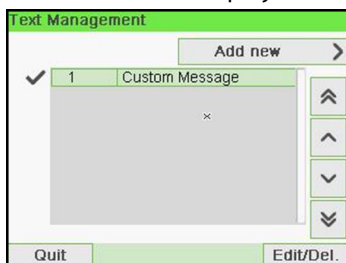 Text Management
Add new
1 Custom Message
Quit
Edit/Del.